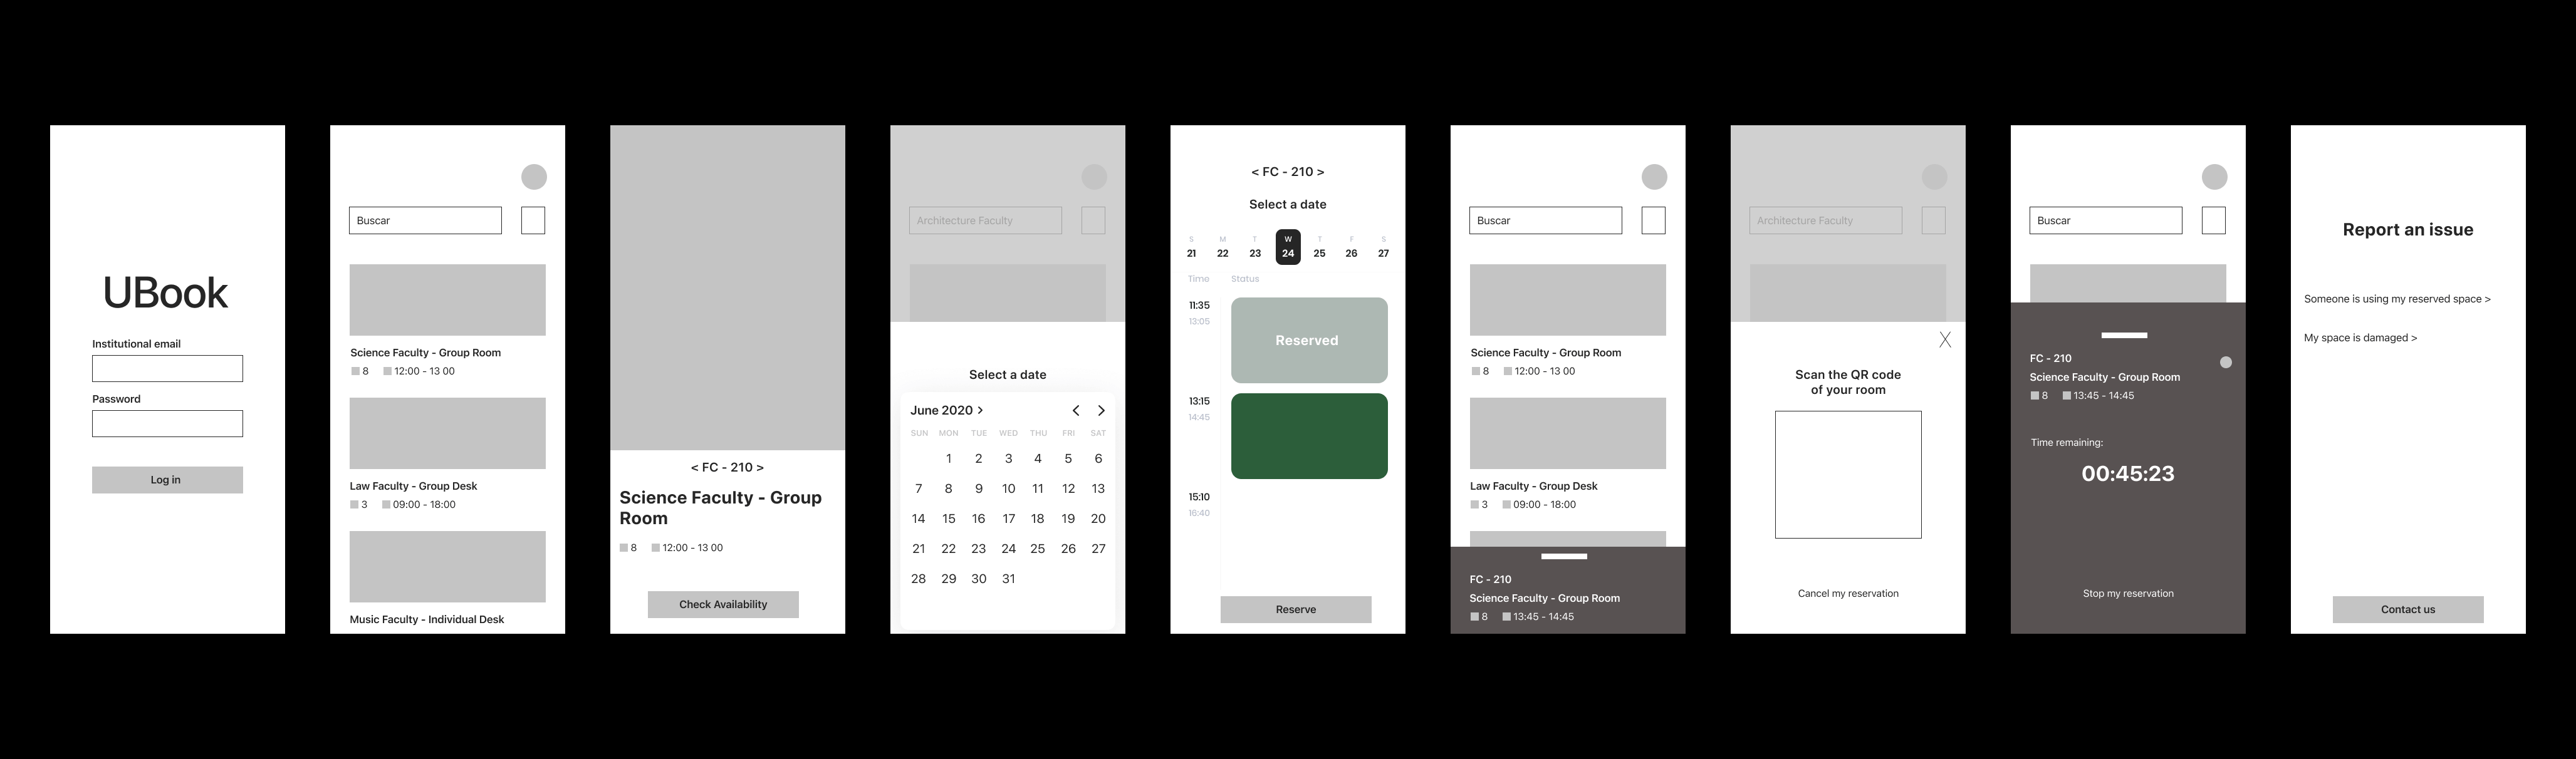 UBook
Institutional email
Password
Log in
Buscar
Science Faculty - Group Room
8 12:00 - 13 00
Law Faculty - Group Desk
3 09:00 - 18:00
Music Faculty - Individual Desk
< FC - 210 >
Science Faculty - Group
Room
8 12:00 - 13 00
Check Availability
Architecture Faculty
Select a date
June 2020 >
SUN MON TUE WED THU FRI SAT
1 2 3 4 5 6
7 8 9 10 11 12 13
14 15 16 17 18 19 20
21 22 23 24 25 26 27
28 29 30 31
< FC - 210 >
Select a date
S M T W T F S
21 22 23 24 25 26 27
Time Status
11:35
13:05
Reserved
13:15
14:45
15:10
16:40
Reserve
Buscar
Science Faculty - Group Room
8 12:00 - 13 00
Law Faculty - Group Desk
3 09:00 - 18:00
FC - 210
Science Faculty - Group Room
8 13:45 - 14:45
Architecture Faculty
X
Scan the QR code
of your room
Cancel my reservation
Buscar
FC - 210
Science Faculty - Group Room
8 13:45 - 14:45
Time remaining:
00:45:23
Stop my reservation
Report an issue
Someone is using my reserved space >
My space is damaged >
Contact us